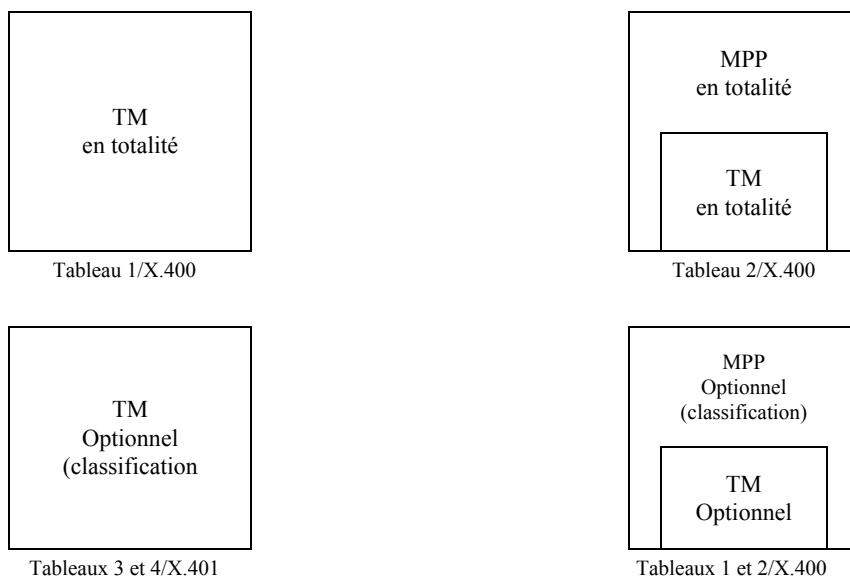 TM
en totalité
Tableau 1/X.400
MPP
en totalité
TM
en totalité
Tableau 2/X.400
TM
Optionnel
(classification
Tableaux 3 et 4/X.401
MPP
Optionnel
(classification)
TM
Optionnel
Tableaux 1 et 2/X.400